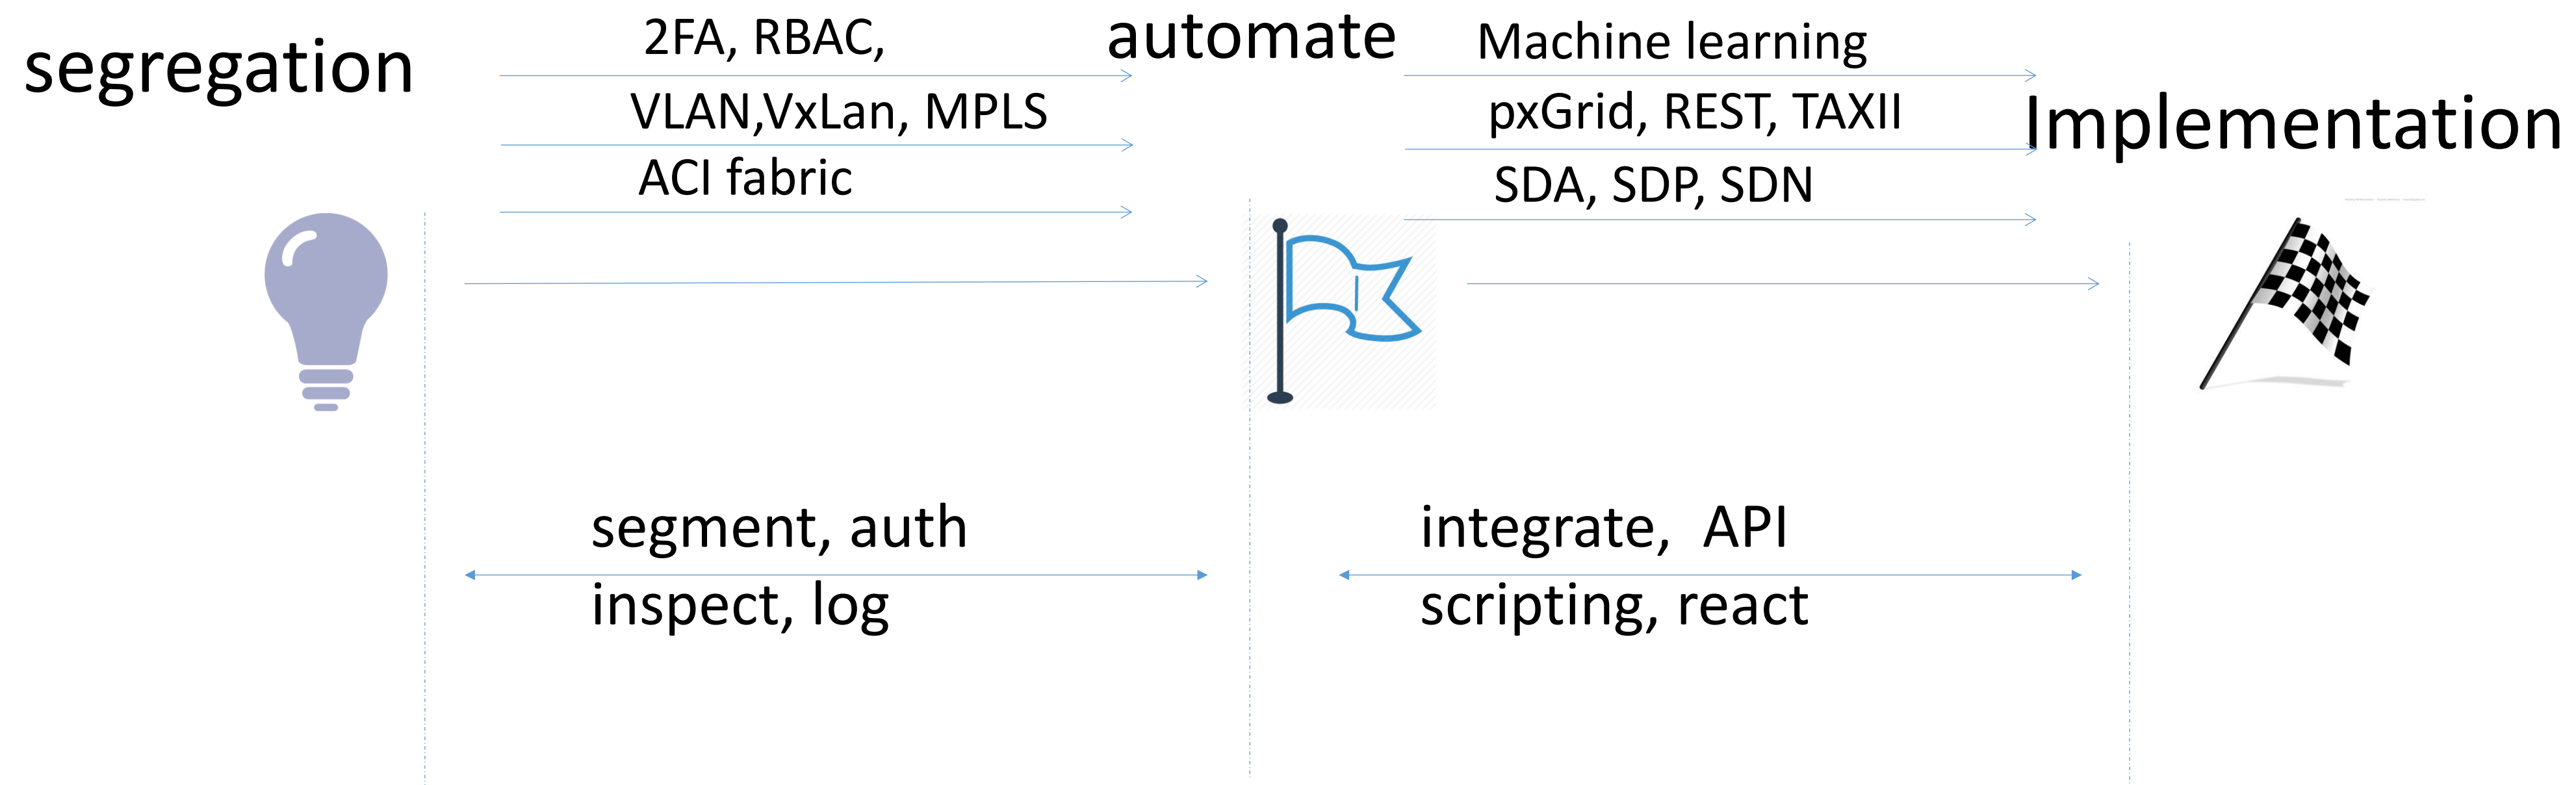 segregation
2FA, RBAC,
VLAN,VxLan, MPLS
ACI fabric
automate
Machine learning
pxGrid, REST, TAXII
SDA, SDP, SDN
Implementation
segment, auth
inspect, log
integrate, API
scripting, react